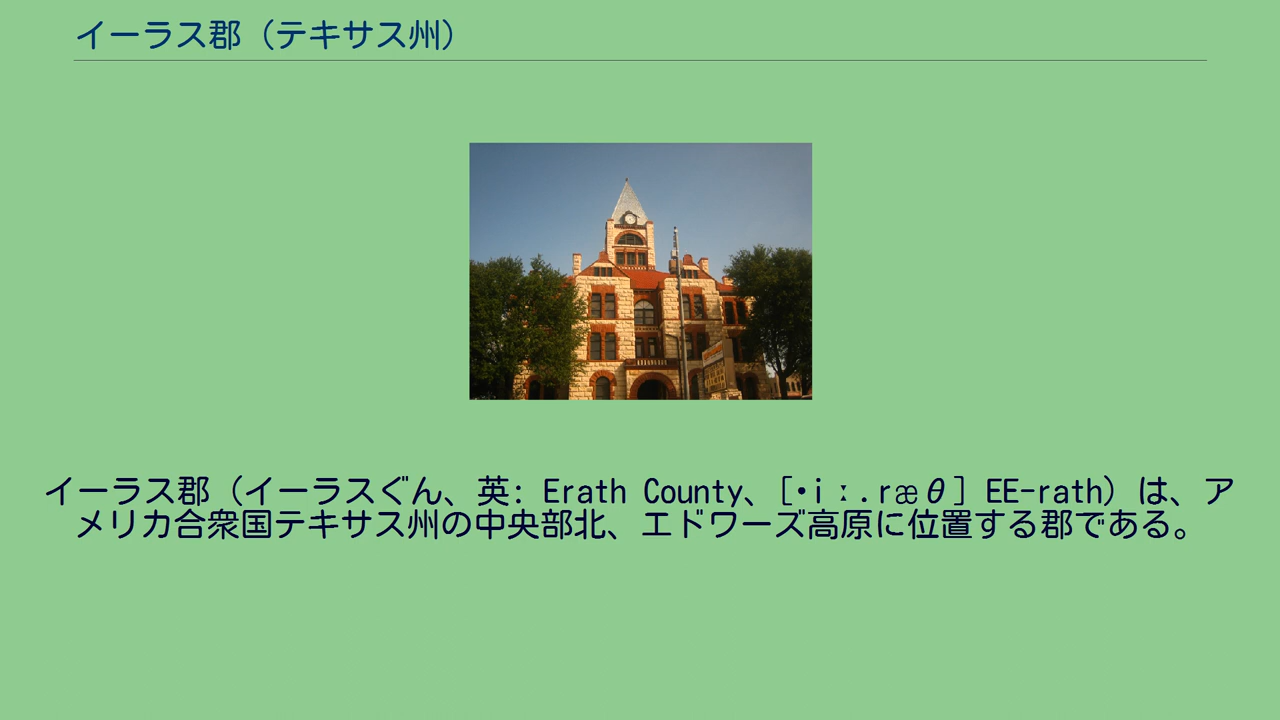 イーラス郡（テキサス州）
イーラス郡（イーラスぐん、英: Erath County、[•iː.ræθ] EE-rath）は、ア
メリカ合衆国テキサス州の中央部北、エドワーズ高原に位置する郡である。